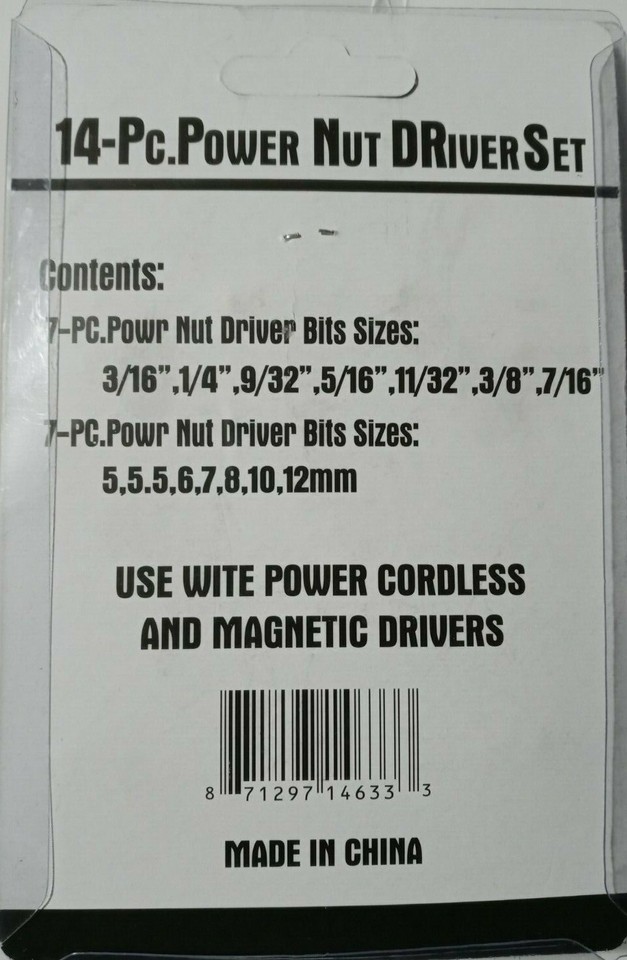 14-PC.POWER NUT DRIVER SET
Contents:
7-PC.Powr Nut Driver Bits Sizes:
3/16”,1/4”,9/32”,5/16”,11/32”,3/8”,7/16”
7-PC.Powr Nut Driver Bits Sizes:
5,5.5,6,7,8,10,12mm
USE WITE POWER CORDLESS
AND MAGNETIC DRIVERS
8 71297 14633 3
MADE IN CHINA